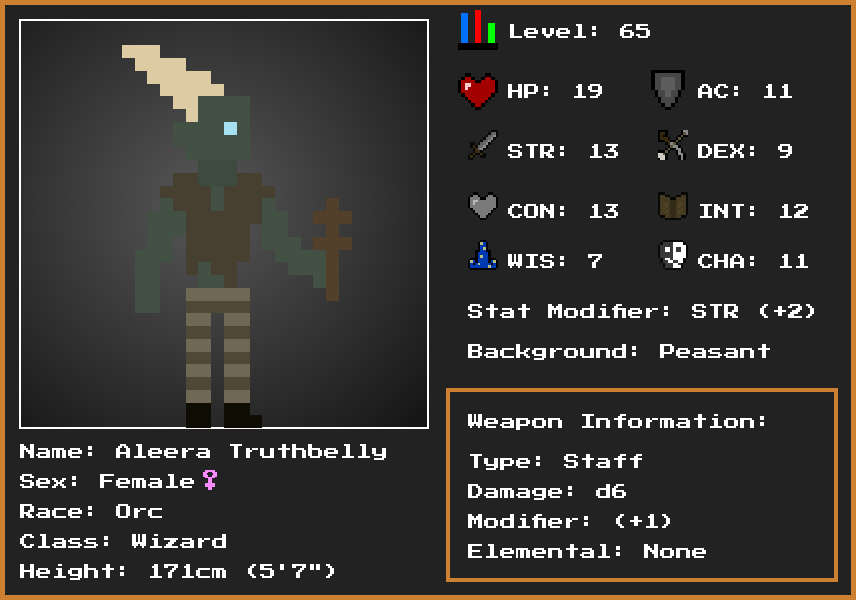 Level: 65
HP: 19 AC: 11
STR: 13 DEX: 9
CON: 13 INT: 12
WIS: 7 CHA: 11
Stat Modifier: STR (+2)
Background: Peasant
Weapon Information:
Type: Staff
Damage: d6
Modifier: (+1)
Elemental: None
Name: Aleera Truthbelly
Sex: Female♀
Race: Orc
Class: Wizard
Height: 171cm (5'7")